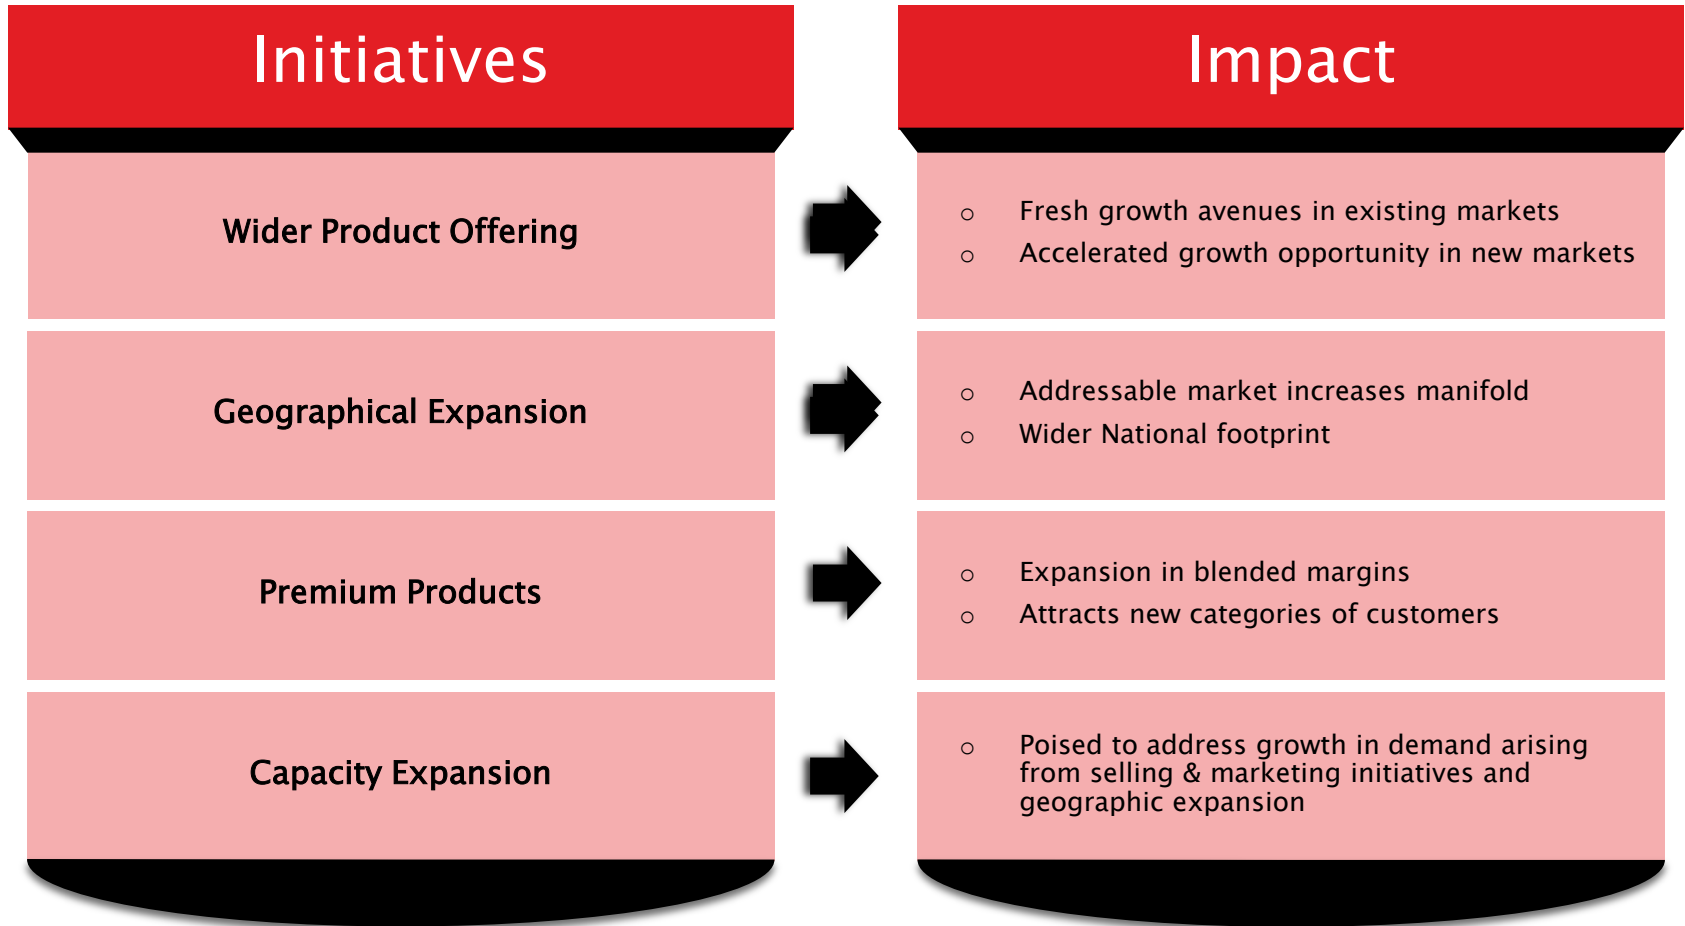 Initiatives
Impact
Wider Product Offering
o Fresh growth avenues in existing markets
o Accelerated growth opportunity in new markets
Geographical Expansion
o Addressable market increases manifold
o Wider National footprint
Premium Products
o Expansion in blended margins
o Attracts new categories of customers
Capacity Expansion
o Poised to address growth in demand arising
from selling & marketing initiatives and
geographic expansion